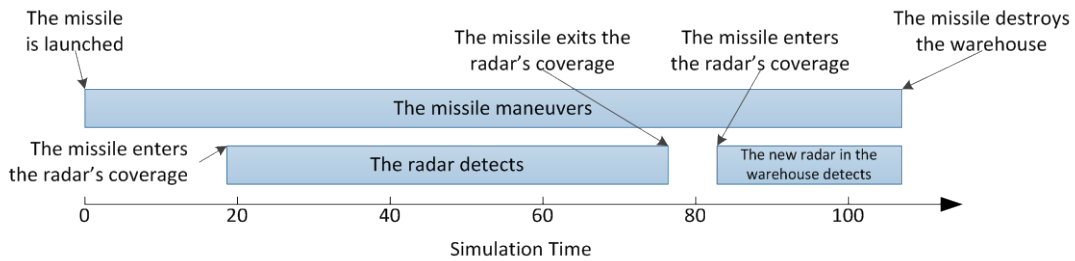 The missile
is launched
The missile exits the
radar's coverage
The missile enters
the radar's coverage
The missile destroys
the warehouse
The missile maneuvers
The missile enters
the radar's coverage
The radar detects
The new radar in the
warehouse detects
0 20 40 60 80 100
Simulation Time